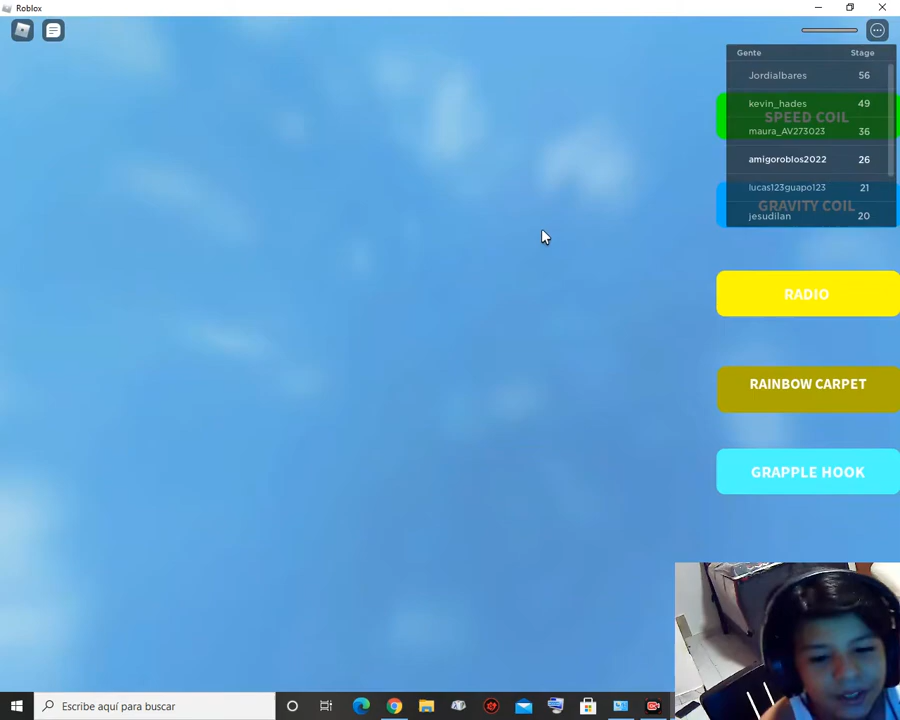 Roblox
Gente Stage
Jordialbares 56
kevin_hades 49
SPEED COIL
maura_AV273023 36
amigoroblos2022 26
lucas123guapo123 21
GRAVITY COIL
jesudilan 20
RADIO
RAINBOW CARPET
GRAPPLE HOOK
Escribe aquí para buscar